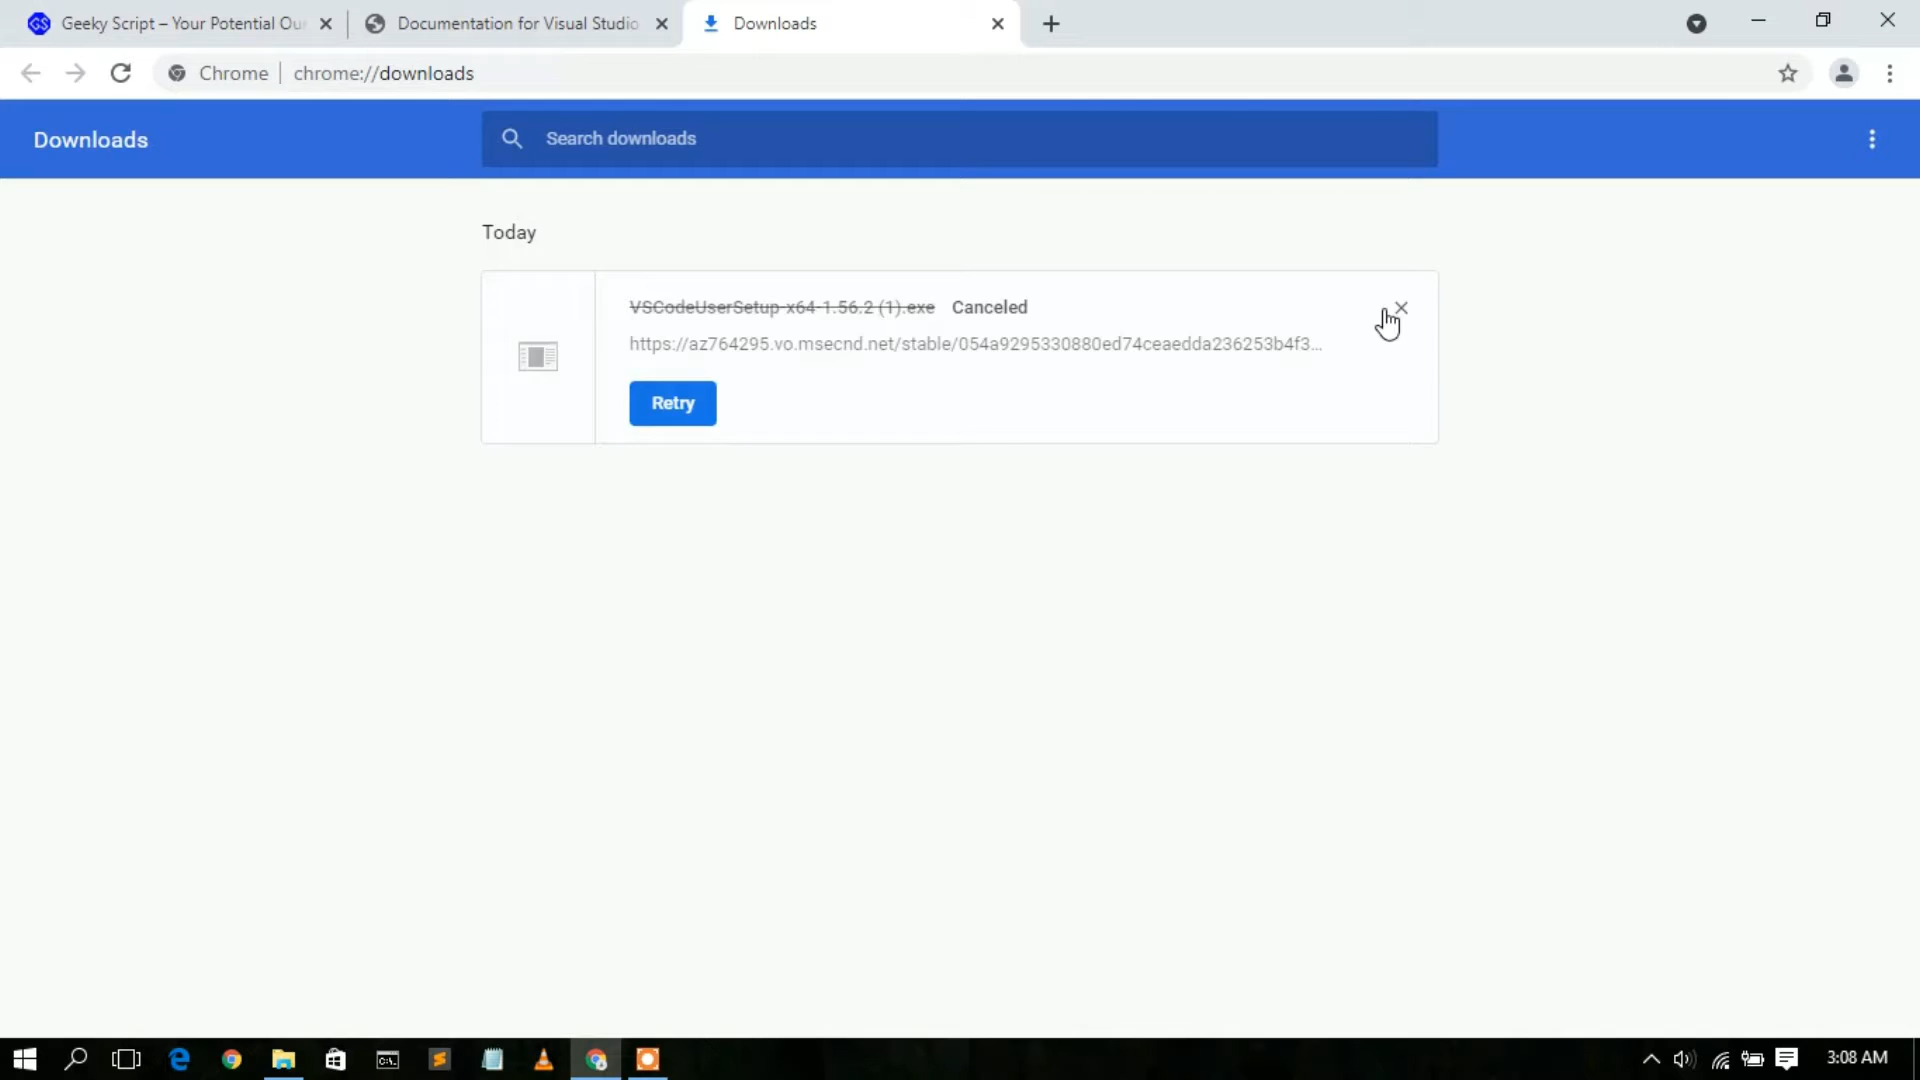 Geeky Script – Your Potential Our
Documentation for Visual Studio
Downloads
Chrome
chrome://downloads
Downloads
Search downloads
Today
VSCodeUserSetup-x64-1.56.2 (1).exe Canceled
https://az764295.vo.msecnd.net/stable/054a9295330880ed74ceaedda236253b4f3...
Retry
3:08 AM